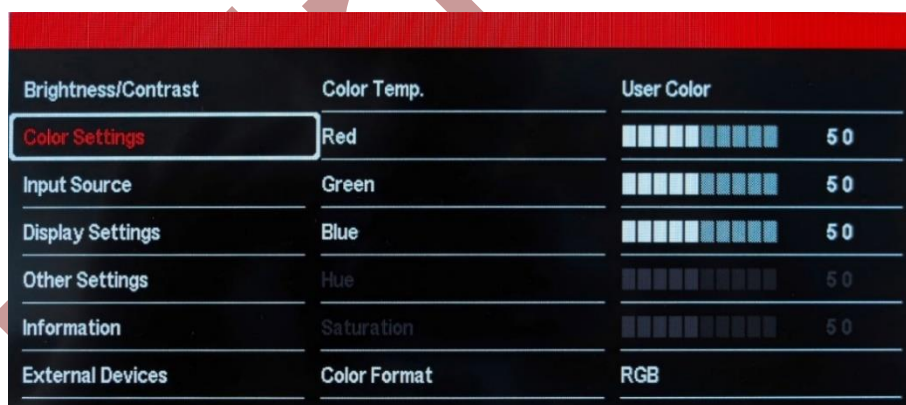 Brightness/Contrast Color Temp. User Color
Color Settings Red 50
Input Source Green 50
Display Settings Blue 50
Other Settings Hue 50
Information Saturation 50
External Devices Color Format RGB